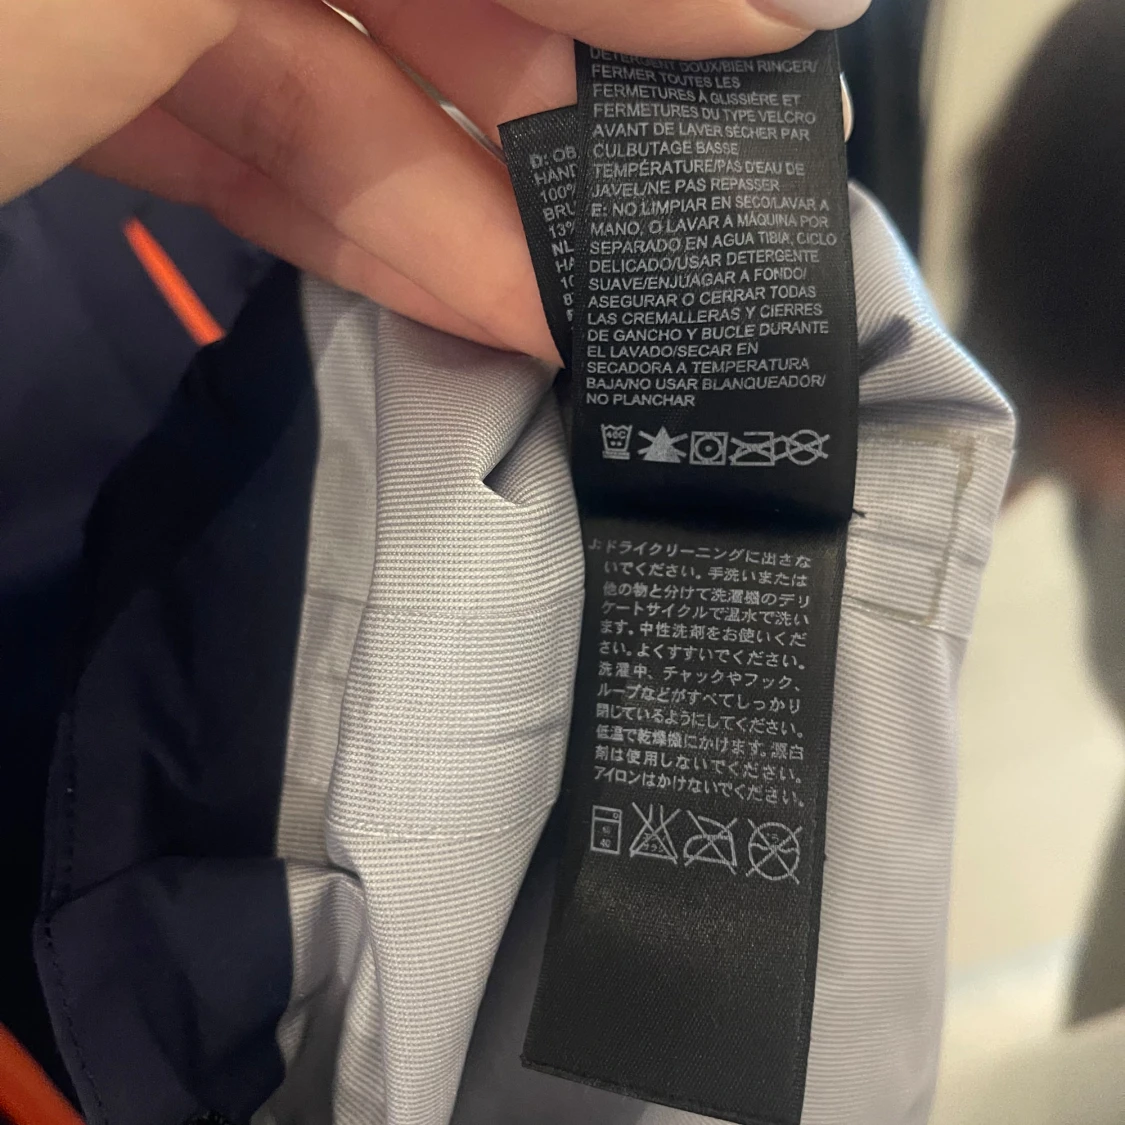 DÉTERGENT DOUX/BIEN RINCER/
FERMER TOUTES LES
FERMETURES À GLISSIÈRE ET
FERMETURES DU TYPE VELCRO
AVANT DE LAVER SÉCHER PAR
CULBUTAGE BASSE
TEMPÉRATURE/PAS D'EAU DE
JAVEL/NE PAS REPASSER
E: NO LIMPIAR EN SECO/LAVAR A
MANO, O LAVAR A MÁQUINA POR
SEPARADO EN AGUA TIBIA, CICLO
DELICADO/USAR DETERGENTE
SUAVE/ENJUAGAR A FONDO/
ASEGURAR O CERRAR TODAS
LAS CREMALLERAS Y CIERRES
DE GANCHO Y BUCLE DURANTE
EL LAVADO/SECAR EN
SECADORA A TEMPERATURA
BAJA/NO USAR BLANQUEADOR/
NO PLANCHAR
40C
D: OB
HAND
100%
BRU
13%
NL
HA
10
J: ドライクリーニングに出さな
いでください。手洗いまたは
他の物と分けて洗濯機のデリ
ケートサイクルで温水で洗い
ます。中性洗剤をお使いくだ
さい。よくすすいでください。
洗濯中、チャックやフック、
ループなどがすべてしっかり
閉じているようにしてください。
低温で乾燥機にかけます。漂白
剤は使用しないでください。
アイロンはかけないでください。
40